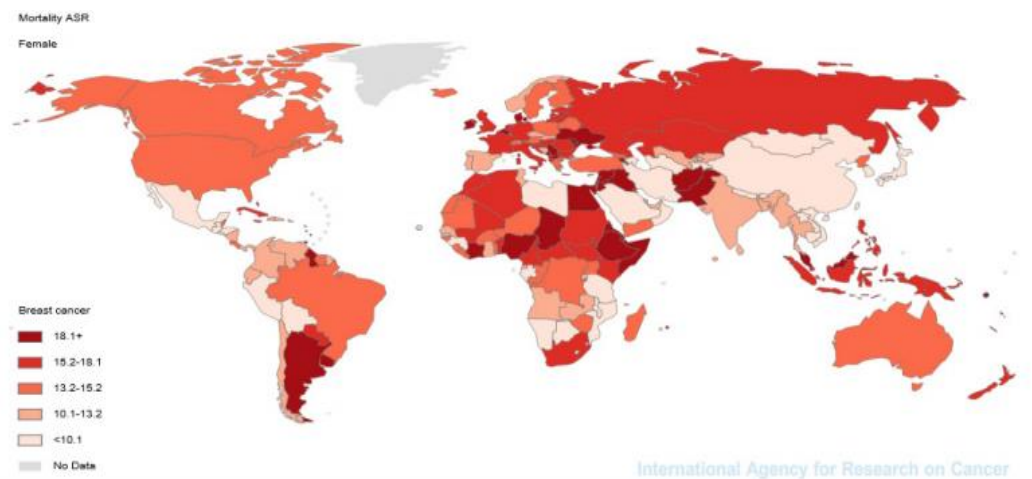 Mortality ASR
Female
Breast cancer
18.1+
15.2-18.1
13.2-15.2
10.1-13.2
<10.1
No Data
International Agency for Research on Cancer